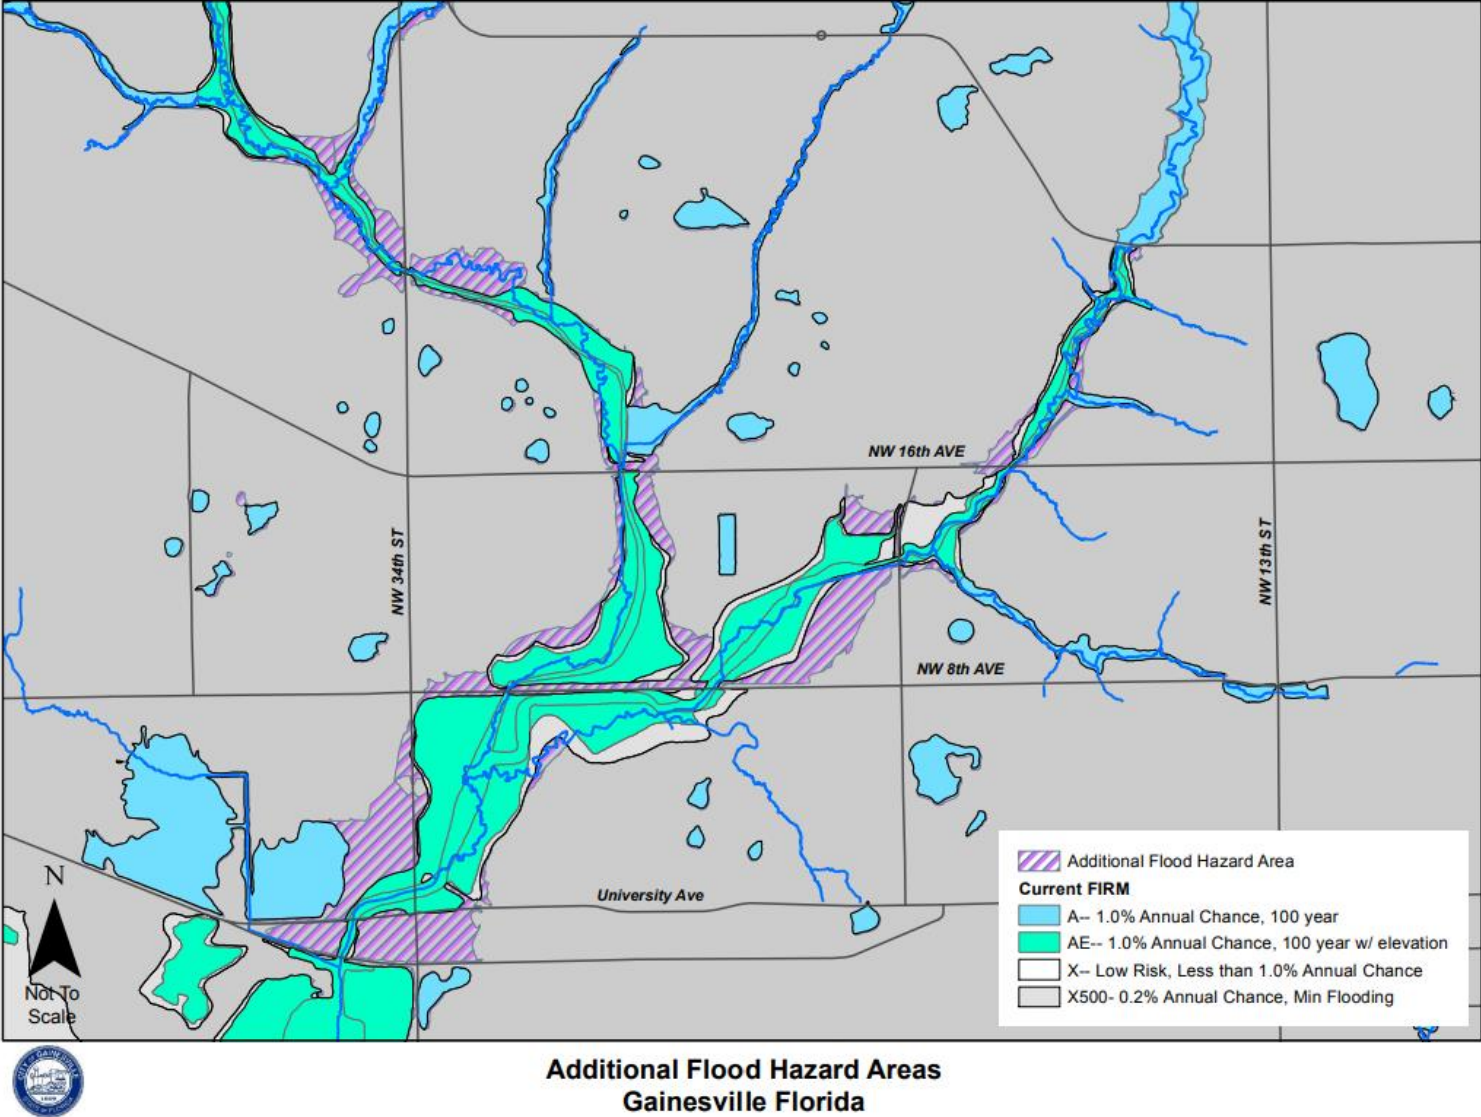 NW 16th AVE
NW 34th ST
NW 13th ST
NW 8th AVE
University Ave
N
Not To
Scale
Additional Flood Hazard Area
Current FIRM
A-- 1.0% Annual Chance, 100 year
AE-- 1.0% Annual Chance, 100 year w/ elevation
X-- Low Risk, Less than 1.0% Annual Chance
X500- 0.2% Annual Chance, Min Flooding
CITY OF GAINESVILLE
Additional Flood Hazard Areas
Gainesville Florida